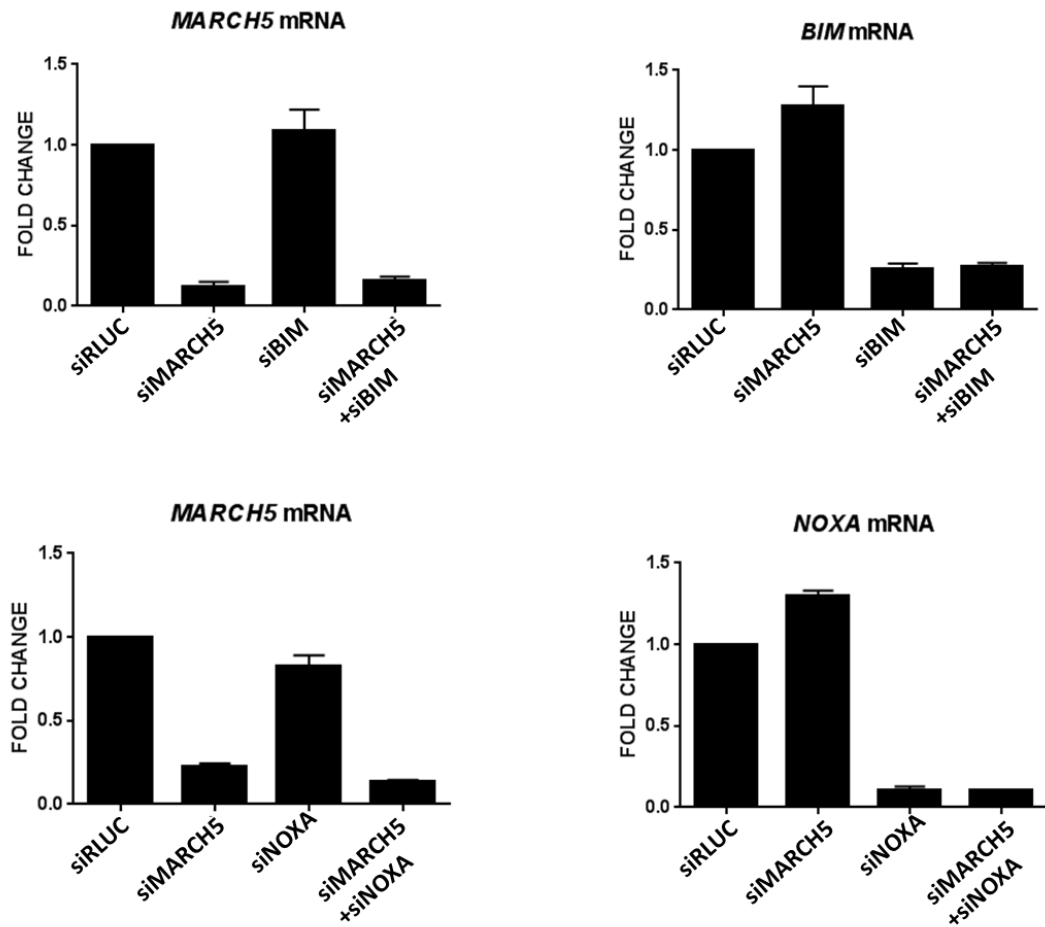 MARCH5 mRNA
FOLD CHANGE
1.5
1.0
0.5
0.0
siRLUC
siMARCH5
siBIM
siMARCH5
+siBIM
BIM mRNA
FOLD CHANGE
1.5
1.0
0.5
0.0
siRLUC
siMARCH5
siBIM
siMARCH5
+siBIM
MARCH5 mRNA
FOLD CHANGE
1.5
1.0
0.5
0.0
siRLUC
siMARCH5
siNOXA
siMARCH5
+siNOXA
NOXA mRNA
FOLD CHANGE
1.5
1.0
0.5
0.0
siRLUC
siMARCH5
siNOXA
siMARCH5
+siNOXA